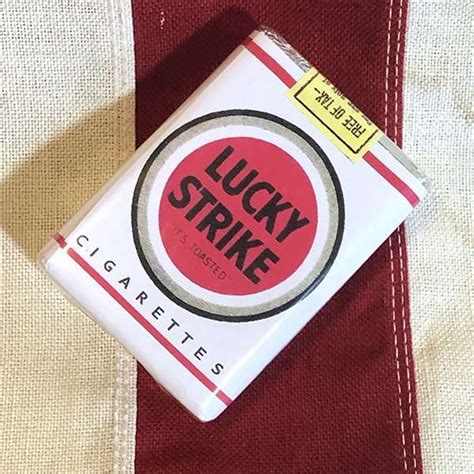 FREE OF TAX-
LUCKY
STRIKE
"IT'S TOASTED"
CIGARETTES